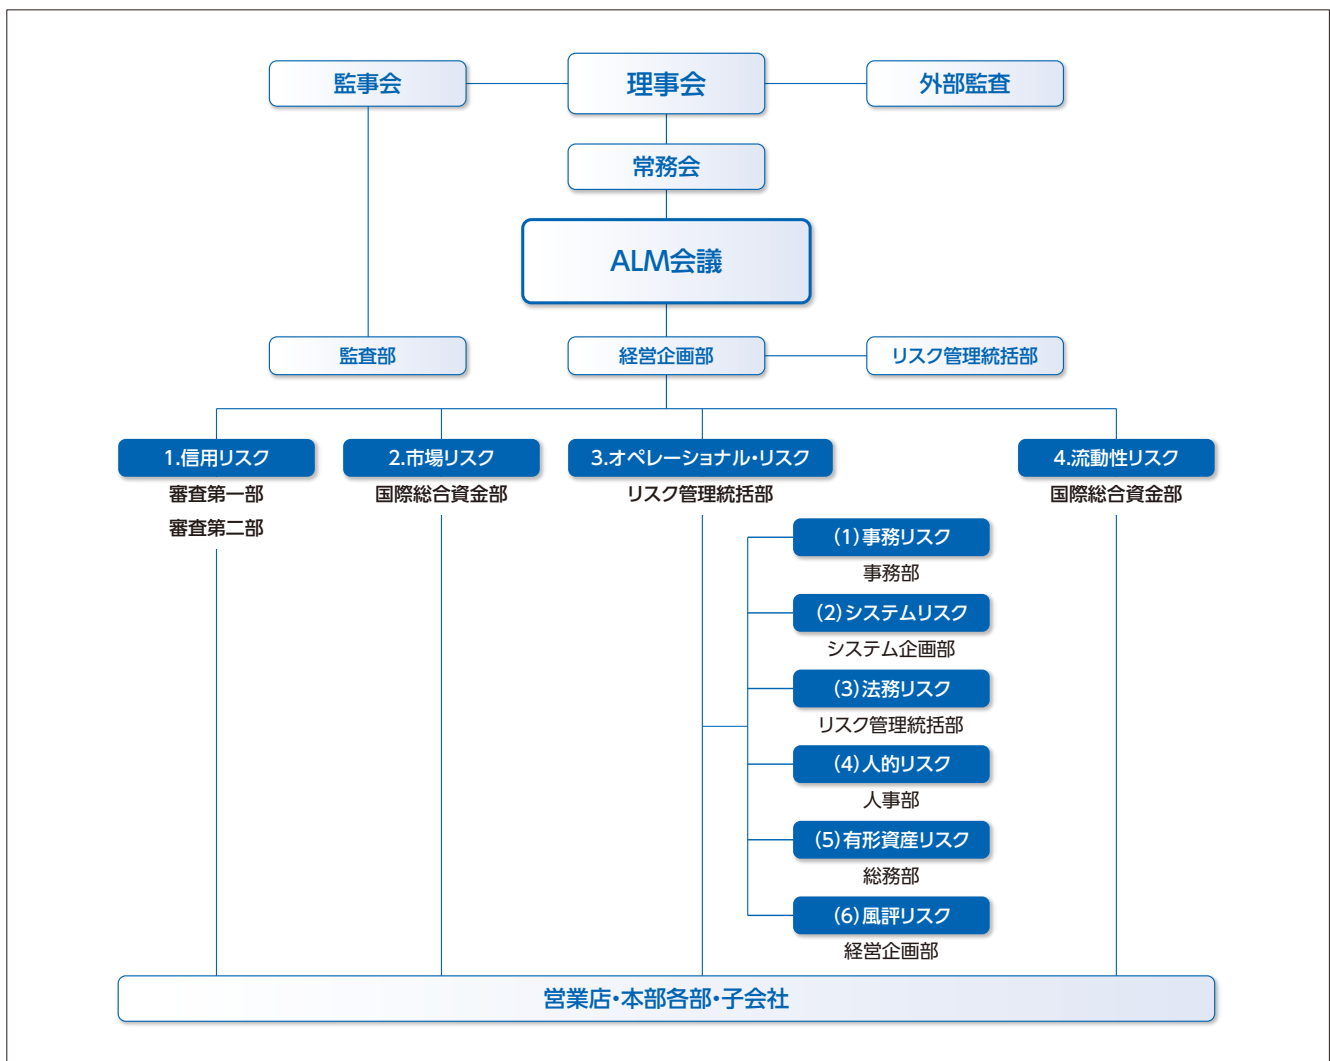 監事会
理事会
外部監査
常務会
ALM会議
監査部
経営企画部
リスク管理統括部
1.信用リスク
審査第一部
審査第二部
2.市場リスク
国際総合資金部
3.オペレーショナル・リスク
リスク管理統括部
4.流動性リスク
国際総合資金部
(1)事務リスク
事務部
(2)システムリスク
システム企画部
(3)法務リスク
リスク管理統括部
(4)人的リスク
人事部
(5)有形資産リスク
総務部
(6)風評リスク
経営企画部
営業店・本部各部・子会社